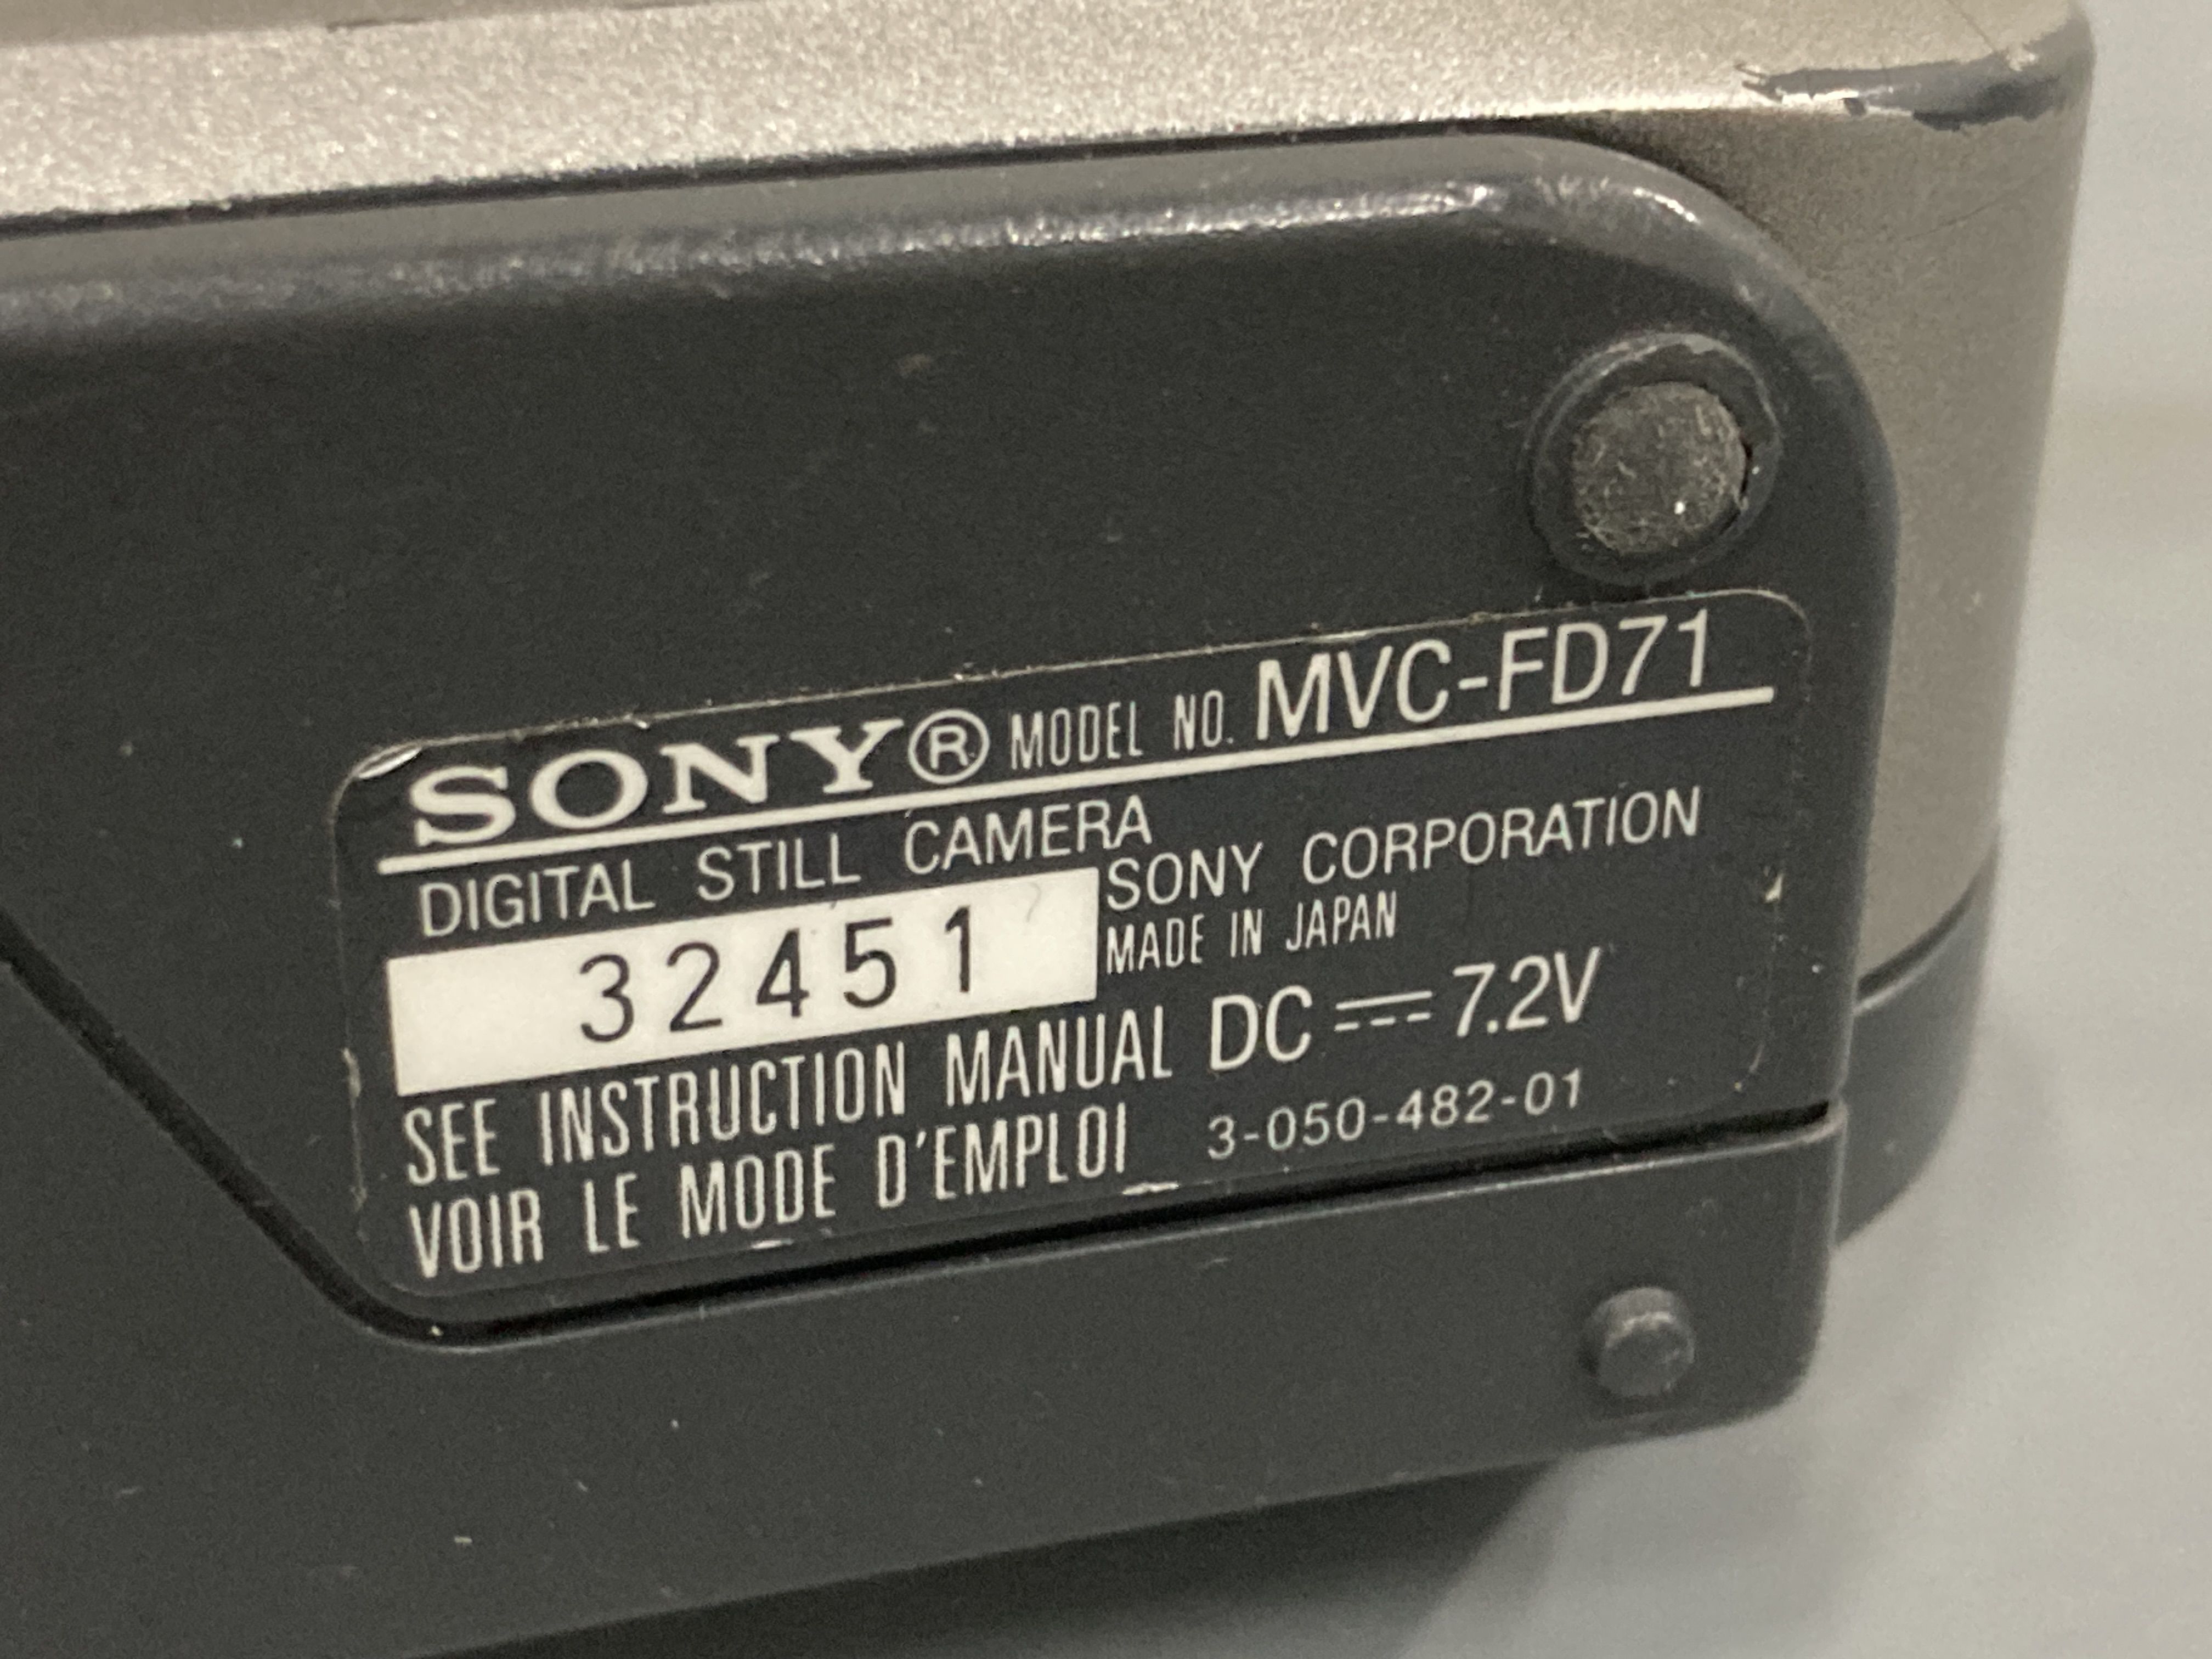 SONY® MODEL NO. MVC-FD71
DIGITAL STILL CAMERA
SONY CORPORATION
32451
MADE IN JAPAN
SEE INSTRUCTION MANUAL DC ⎓ 7.2V
VOIR LE MODE D'EMPLOI 3-050-482-01